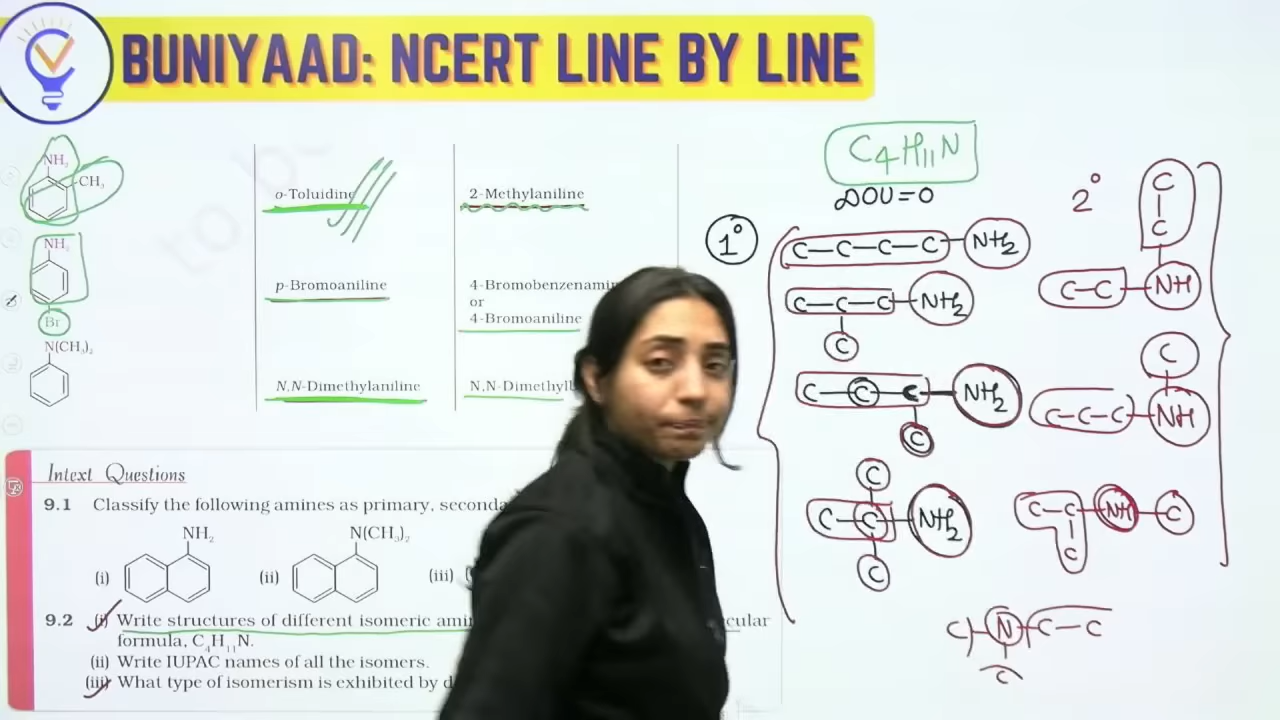 BUNIYAAD: NCERT LINE BY LINE
NH₂
CH₃
o-Toluidine
2-Methylaniline
NH₂
Br
p-Bromoaniline
4-Bromobenzenamin
or
4-Bromoaniline
N(CH₃)₂
N,N-Dimethylaniline
N,N-Dimethylb
Intext Questions
9.1 Classify the following amines as primary, seconda
NH₂
N(CH₃)₂
(i)
(ii)
(iii)
9.2 (i) Write structures of different isomeric ami
cular
formula, C₄H₁₁N.
(ii) Write IUPAC names of all the isomers.
(iii) What type of isomerism is exhibited by d
C₄H₁₁N
DOU=0
1°
C–C–C–C–NH₂
C–C–C–NH₂
C
C–C–C–NH₂
C
C
C–C–NH₂
C
2°
C
C
C–C–NH
C
C–C–C–NH
C–C–NH–C
C
C–N–C–C
C